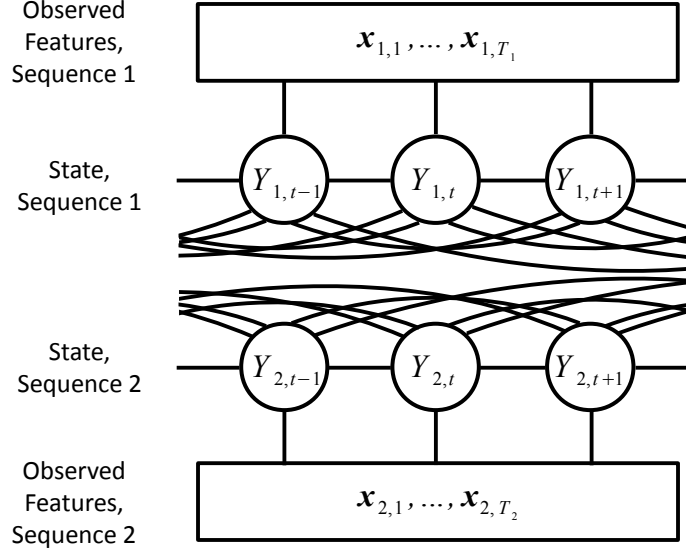 Observed
Features,
Sequence 1
x1,1 ,..., x1,T1
State,
Sequence 1
Y1,t−1
Y1,t
Y1,t+1
State,
Sequence 2
Y2,t−1
Y2,t
Y2,t+1
Observed
Features,
Sequence 2
x2,1 ,..., x2,T2